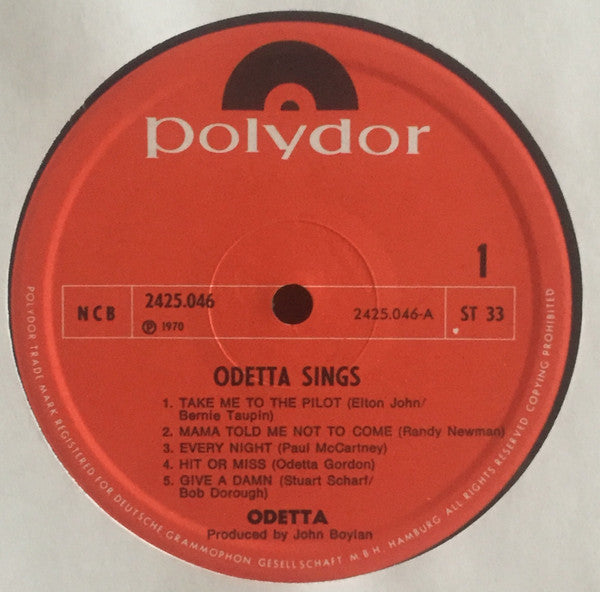 polydor
1
NCB
2425.046
℗ 1970
2425.046-A
ST 33
ODETTA SINGS
1. TAKE ME TO THE PILOT (Elton John/
Bernie Taupin)
2. MAMA TOLD ME NOT TO COME (Randy Newman)
3. EVERY NIGHT (Paul McCartney)
4. HIT OR MISS (Odetta Gordon)
5. GIVE A DAMN (Stuart Scharf/
Bob Dorough)
ODETTA
Produced by John Boylan
POLYDOR TRADE MARK REGISTERED FOR DEUTSCHE GRAMMOPHON GESELLSCHAFT M.B.H. HAMBURG ALL RIGHTS RESERVED COPYING PROHIBITED